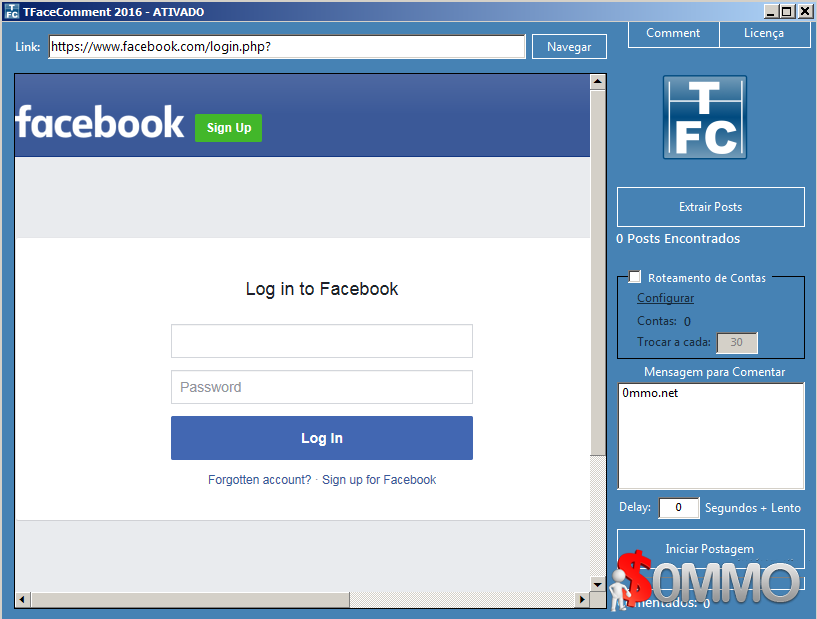 TFaceComment 2016 - ATIVADO
Link: https://www.facebook.com/login.php? Navegar
Comment Licença
facebook Sign Up
T
FC
Extrair Posts
0 Posts Encontrados
Log in to Facebook
Password
Log In
Forgotten account? · Sign up for Facebook
Roteamento de Contas
Configurar
Contas: 0
Trocar a cada: 30
Mensagem para Comentar
0mmo.net
Delay: 0 Segundos + Lento
Iniciar Postagem
$0MMO
0